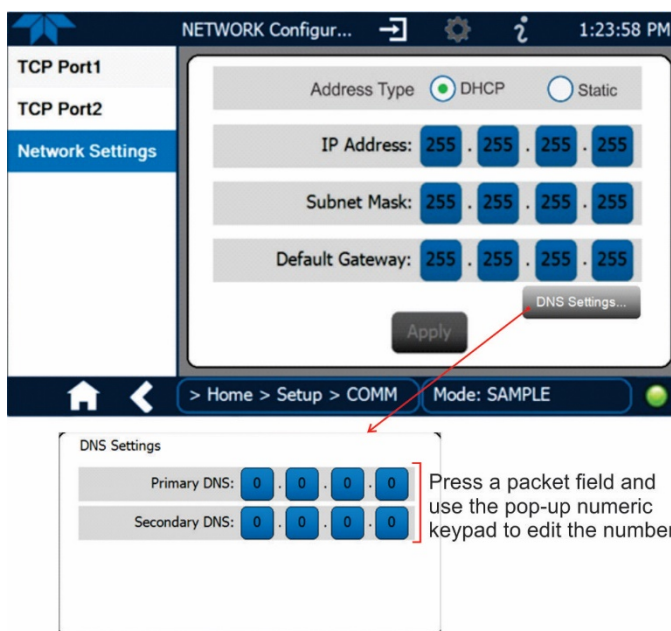 NETWORK Configur... 1:23:58 PM
TCP Port1
TCP Port2
Network Settings
Address Type DHCP Static
IP Address: 255 . 255 . 255 . 255
Subnet Mask: 255 . 255 . 255 . 255
Default Gateway: 255 . 255 . 255 . 255
DNS Settings...
Apply
> Home > Setup > COMM Mode: SAMPLE
DNS Settings
Primary DNS: 0 . 0 . 0 . 0
Secondary DNS: 0 . 0 . 0 . 0
Press a packet field and
use the pop-up numeric
keypad to edit the number